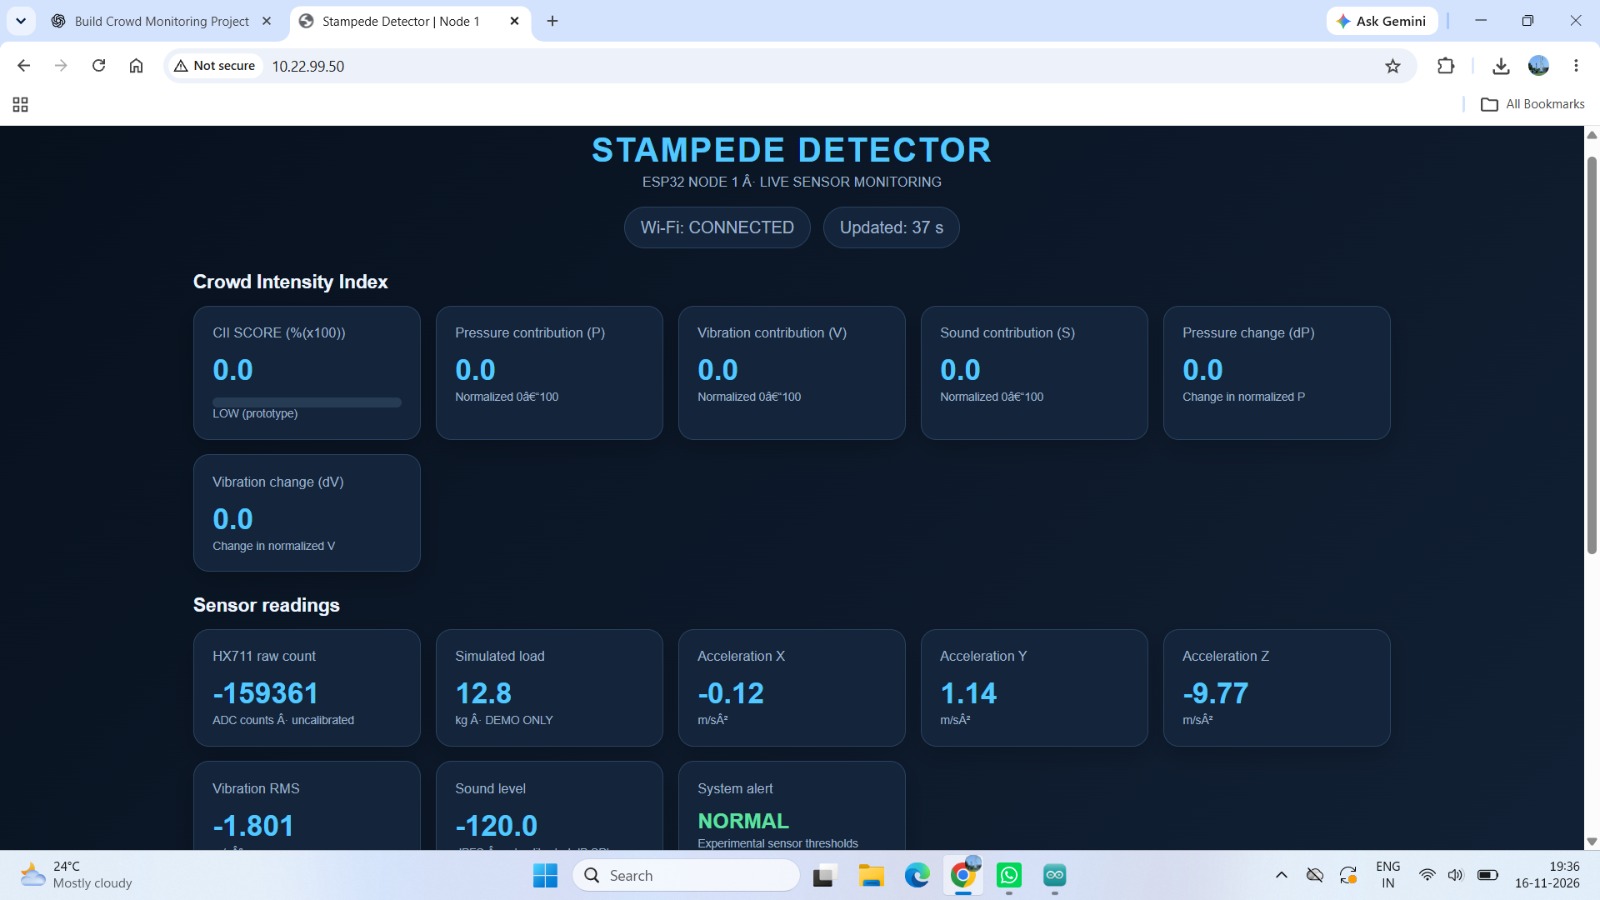 Build Crowd Monitoring Project
Stampede Detector | Node 1
Ask Gemini
Not secure
10.22.99.50
All Bookmarks
STAMPEDE DETECTOR
ESP32 NODE 1 Â· LIVE SENSOR MONITORING
Wi-Fi: CONNECTED
Updated: 37 s
Crowd Intensity Index
CII SCORE (%(x100))
0.0
LOW (prototype)
Pressure contribution (P)
0.0
Normalized 0â€“100
Vibration contribution (V)
0.0
Normalized 0â€“100
Sound contribution (S)
0.0
Normalized 0â€“100
Pressure change (dP)
0.0
Change in normalized P
Vibration change (dV)
0.0
Change in normalized V
Sensor readings
HX711 raw count
-159361
ADC counts Â· uncalibrated
Simulated load
12.8
kg Â· DEMO ONLY
Acceleration X
-0.12
m/sÂ²
Acceleration Y
1.14
m/sÂ²
Acceleration Z
-9.77
m/sÂ²
Vibration RMS
-1.801
Sound level
-120.0
System alert
NORMAL
Experimental sensor thresholds
24°C
Mostly cloudy
Search
ENG
IN
19:36
16-11-2026